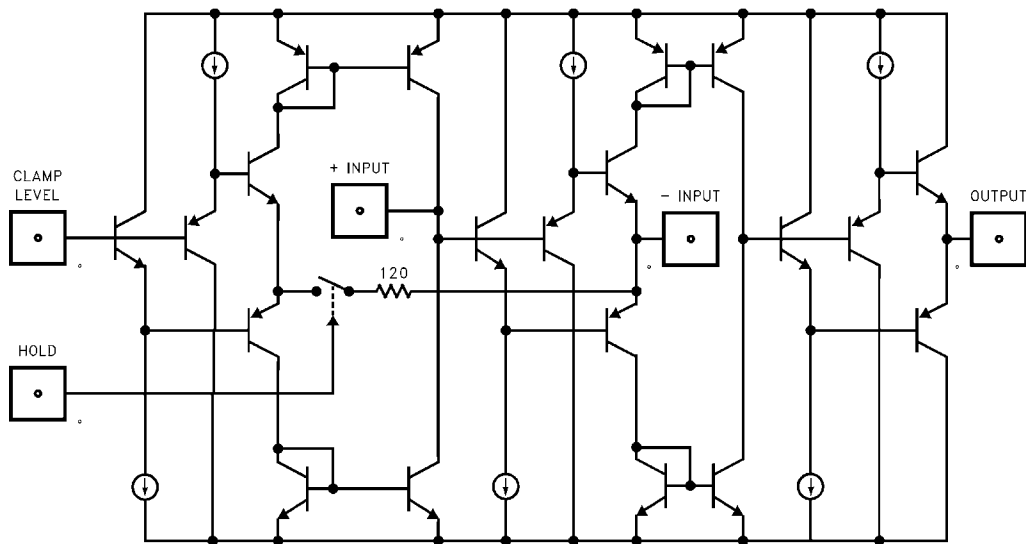 CLAMP
LEVEL
+ INPUT
- INPUT
OUTPUT
120
HOLD